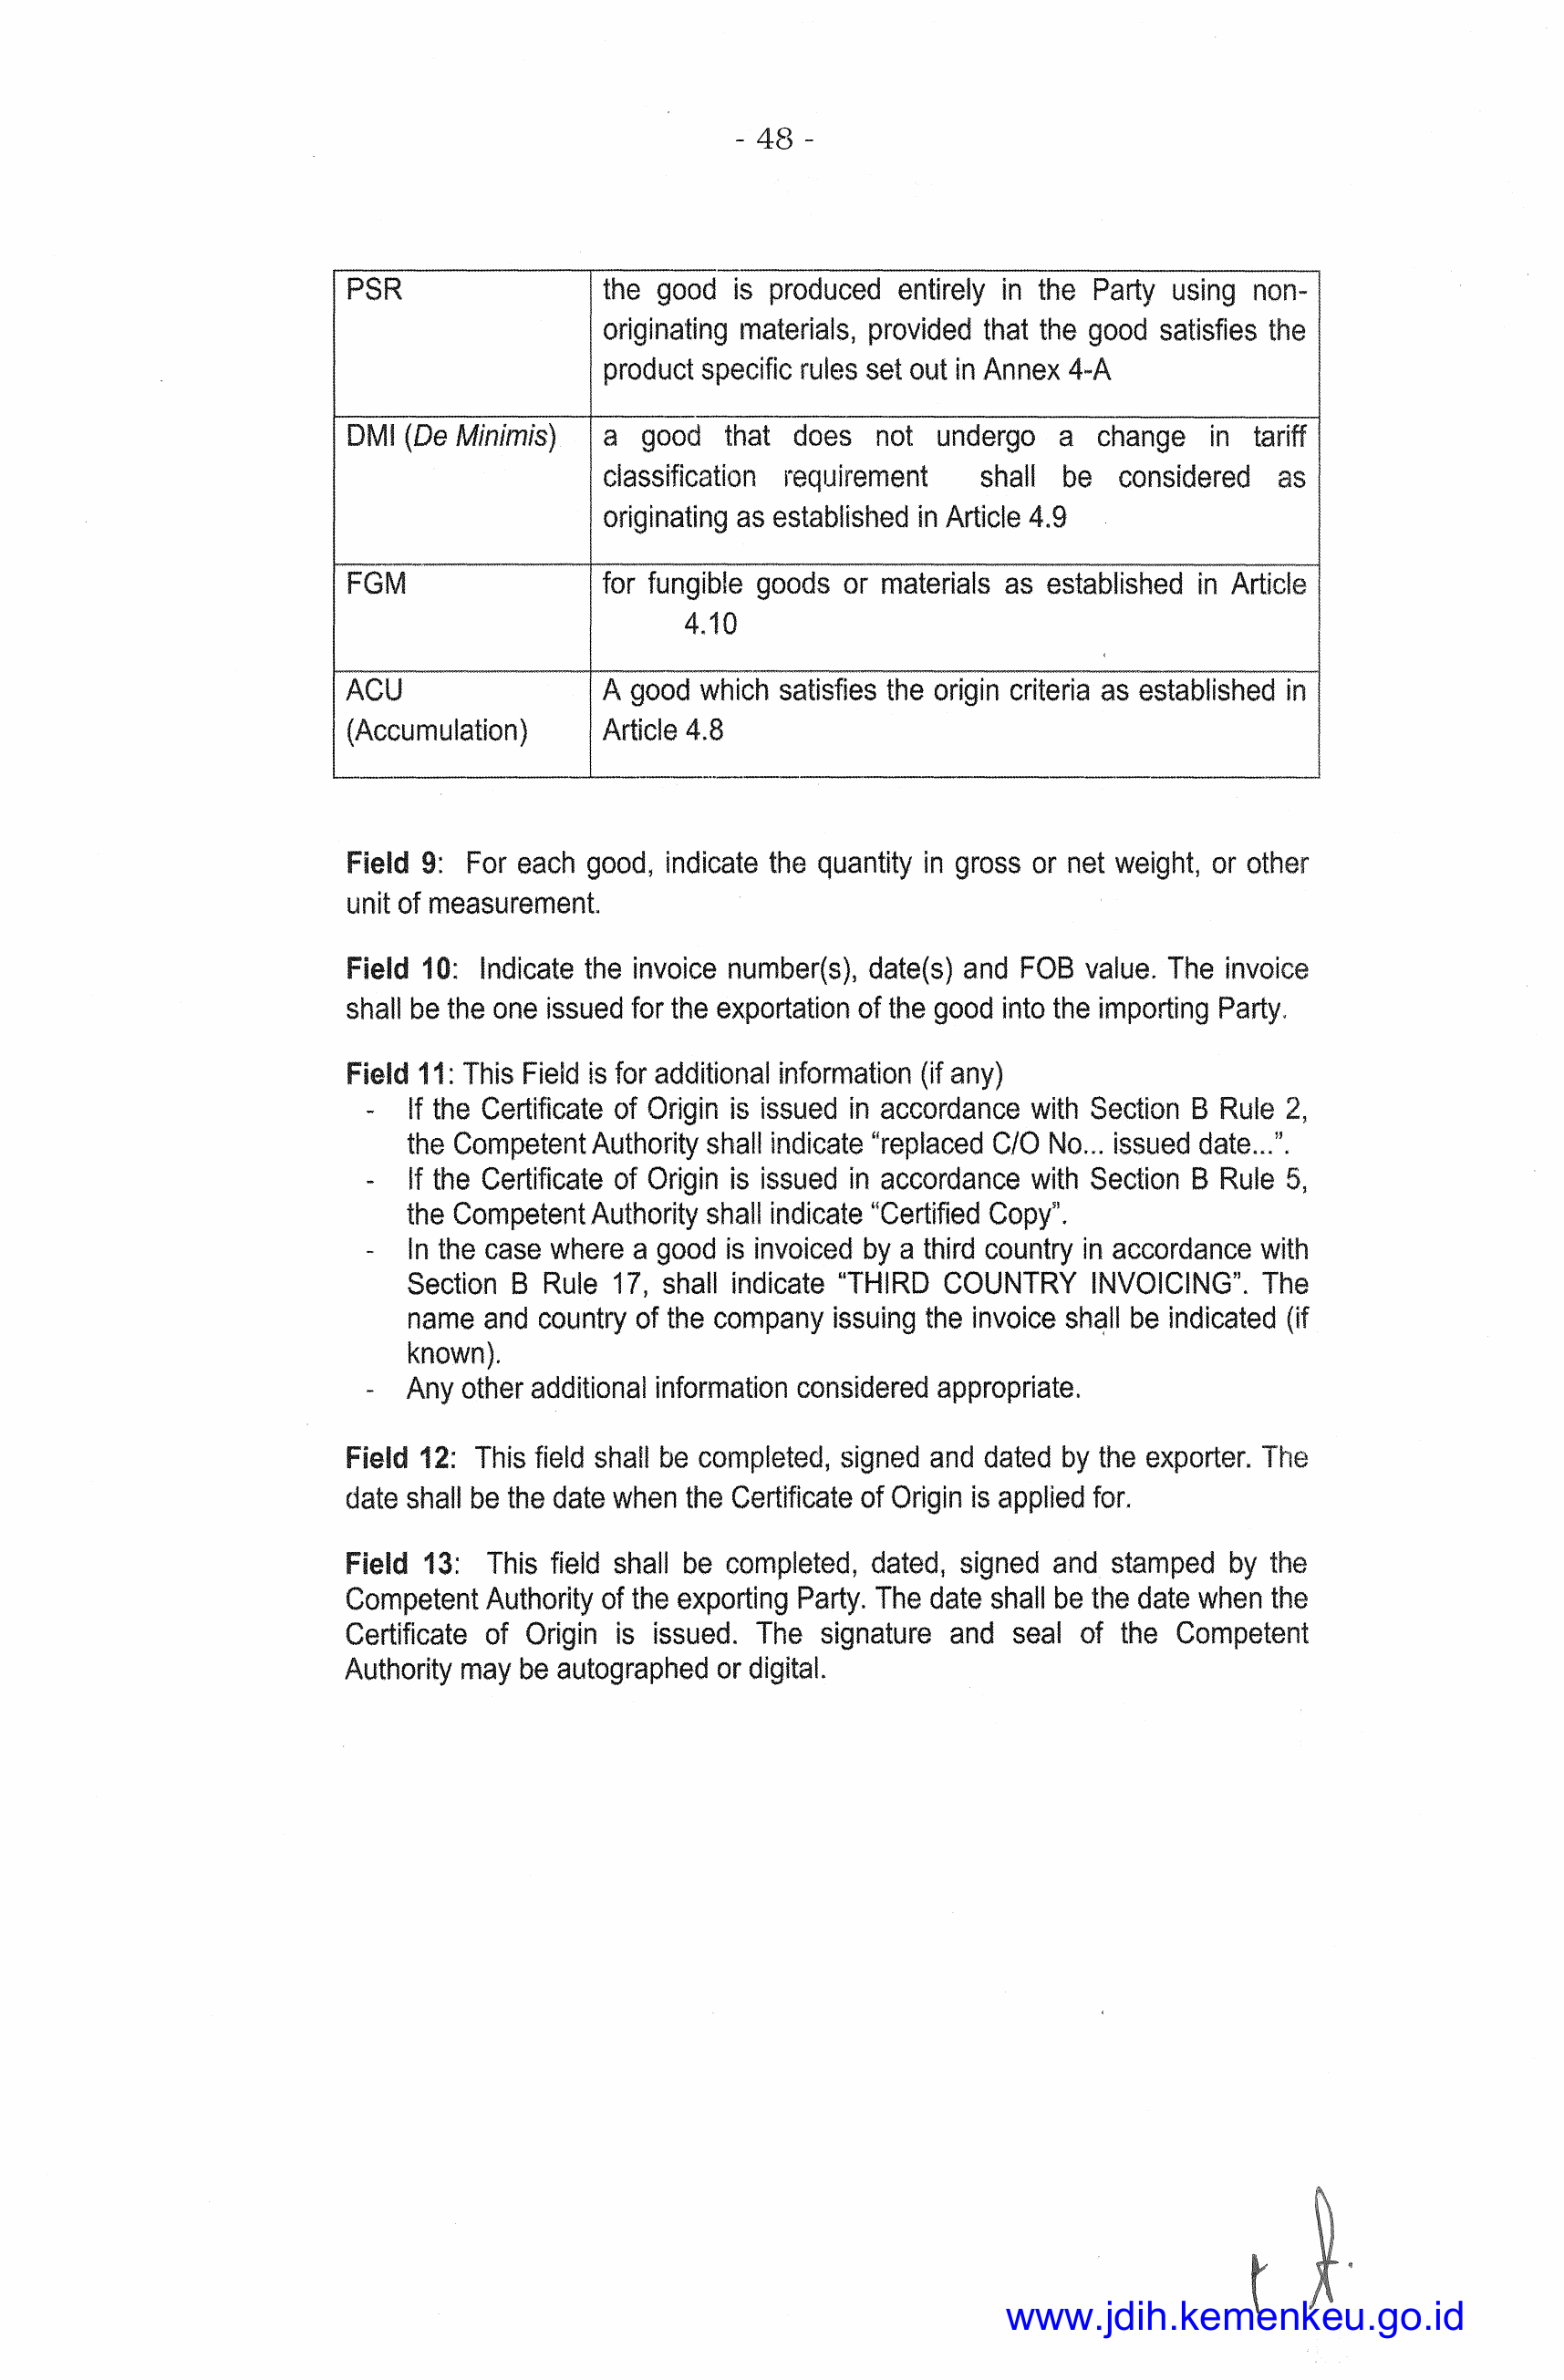 - 48 -
PSR
the good is produced entirely in the Party using non-
originating materials, provided that the good satisfies the
product specific rules set out in Annex 4-A
DMI (De Minimis)
a good that does not undergo a change in tariff
classification requirement shall be considered as
originating as established in Article 4.9
FGM
for fungible goods or materials as established in Article
4.10
ACU
(Accumulation)
A good which satisfies the origin criteria as established in
Article 4.8
Field 9: For each good, indicate the quantity in gross or net weight, or other
unit of measurement.
Field 10: Indicate the invoice number(s), date(s) and FOB value. The invoice
shall be the one issued for the exportation of the good into the importing Party.
Field 11: This Field is for additional information (if any)
- If the Certificate of Origin is issued in accordance with Section B Rule 2,
the Competent Authority shall indicate “replaced C/O No... issued date...”.
- If the Certificate of Origin is issued in accordance with Section B Rule 5,
the Competent Authority shall indicate “Certified Copy”.
- In the case where a good is invoiced by a third country in accordance with
Section B Rule 17, shall indicate “THIRD COUNTRY INVOICING”. The
name and country of the company issuing the invoice shall be indicated (if
known).
- Any other additional information considered appropriate.
Field 12: This field shall be completed, signed and dated by the exporter. The
date shall be the date when the Certificate of Origin is applied for.
Field 13: This field shall be completed, dated, signed and stamped by the
Competent Authority of the exporting Party. The date shall be the date when the
Certificate of Origin is issued. The signature and seal of the Competent
Authority may be autographed or digital.
www.jdih.kemenkeu.go.id